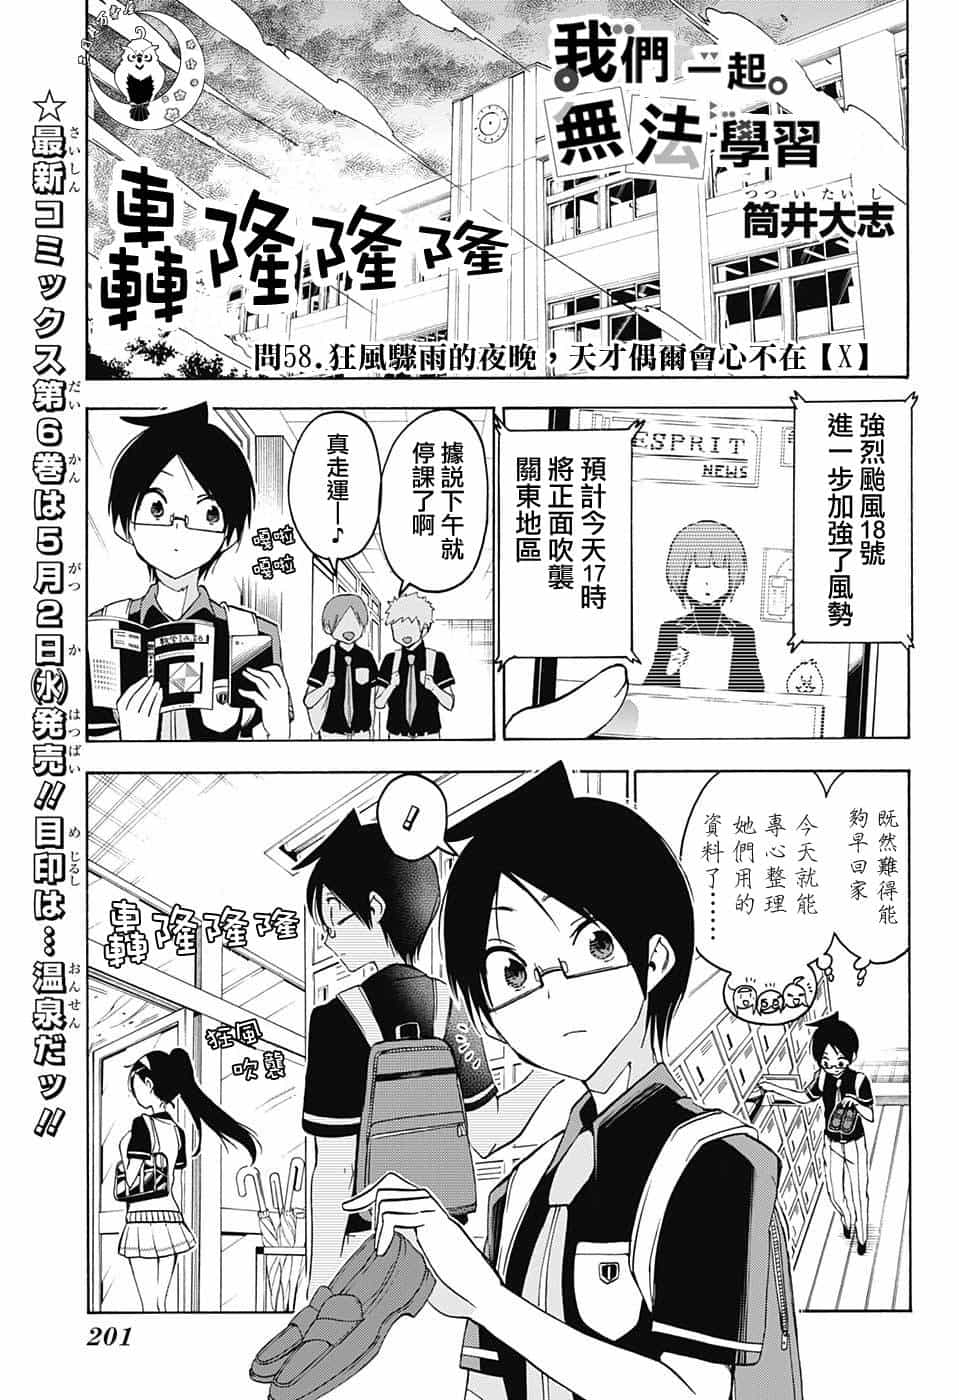 我們一起
無法學習
つついたいし
筒井大志
轟隆隆隆
問58.狂風驟雨的夜晚，天才偶爾會心不在【X】
★最新コミックス第6巻は5月2日㊌発売!!目印は…温泉だッ!!
さいしん
だい
かん
がつ
か
はつばい
めじるし
おんせん
強烈颱風18號
進一步加強了風勢
ESPRIT
NEWS
預計今天17時
將正面吹襲
關東地區
據說下午就
停課了啊
真走運—♪
嘰啦
嘰啦
既然難得能
夠早回家
今天就能
專心整理
她們用的
資料了……
!
轟隆隆隆
狂風
吹襲
201